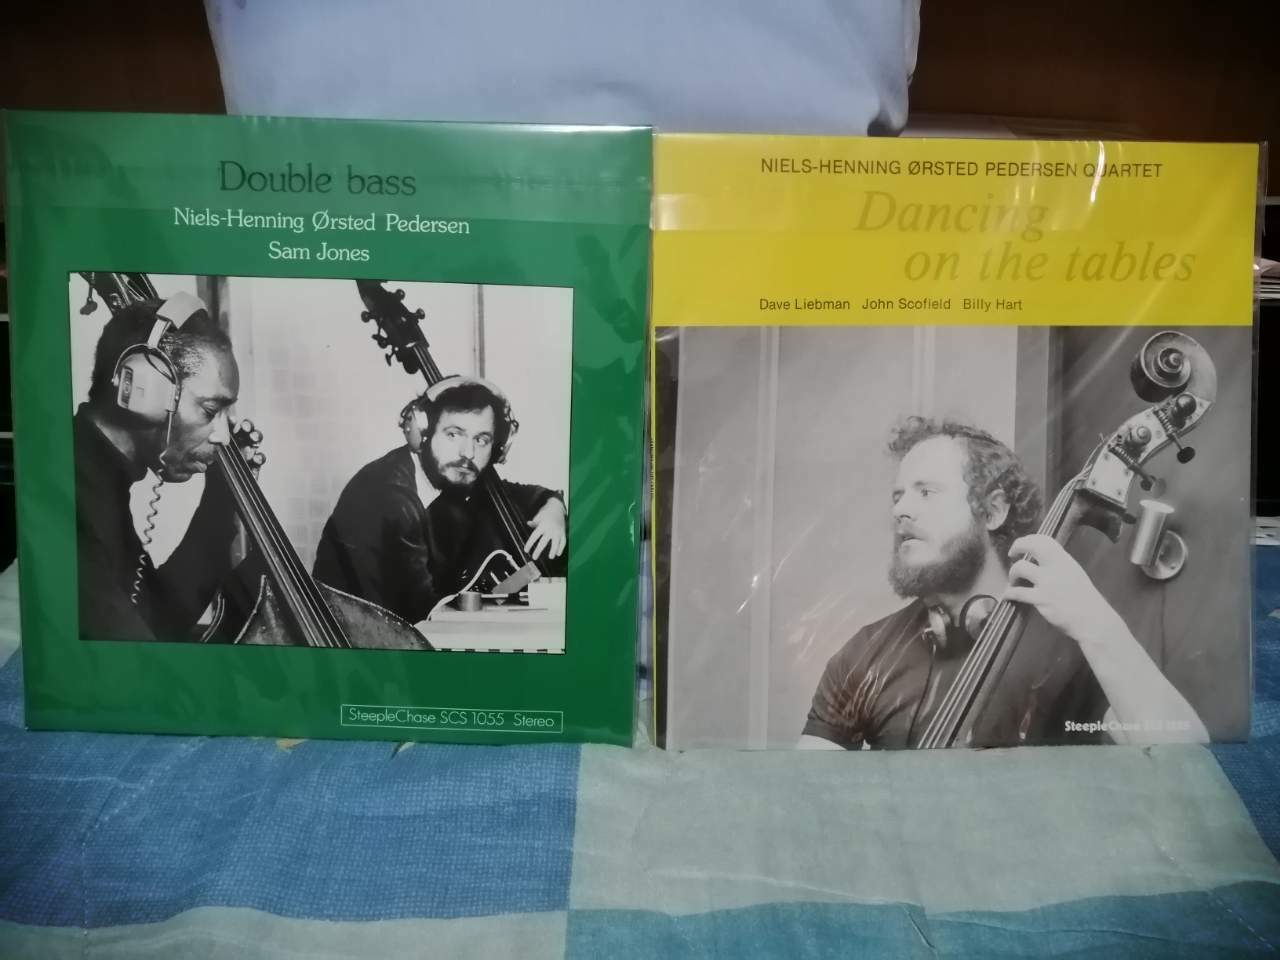 Double bass
Niels-Henning Ørsted Pedersen
Sam Jones
SteepleChase SCS 1055 Stereo
NIELS-HENNING ØRSTED PEDERSEN QUARTET
Dancing
on the tables
Dave Liebman John Scofield Billy Hart
SteepleChase